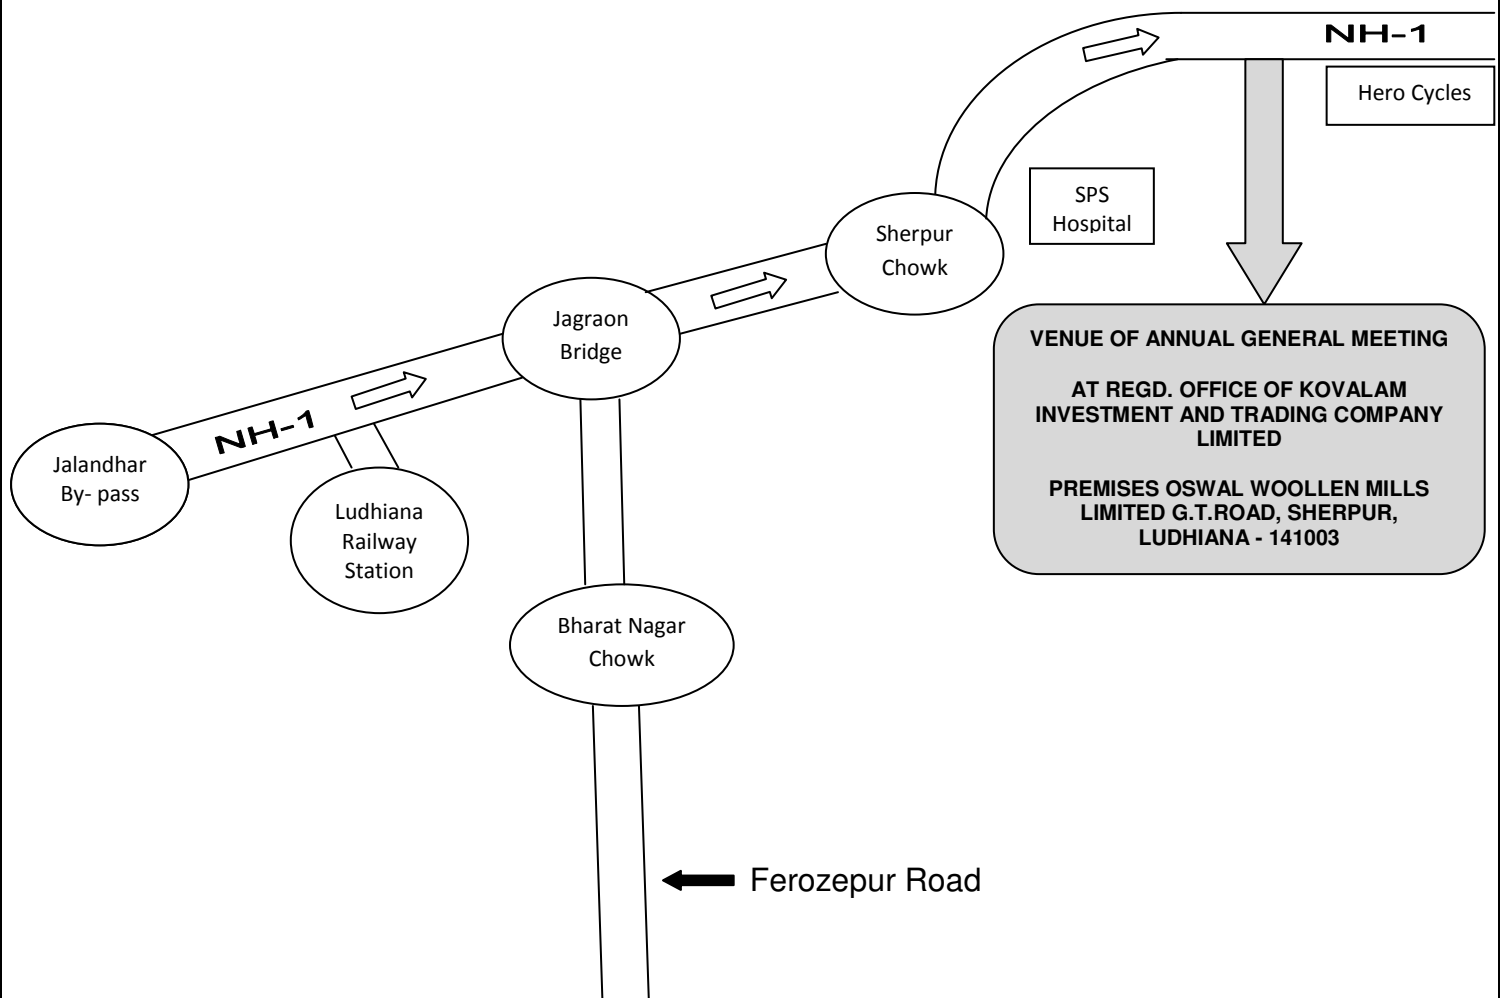 NH-1
Hero Cycles
SPS
Hospital
Sherpur
Chowk
Jagraon
Bridge
NH-1
Jalandhar
By- pass
Ludhiana
Railway
Station
VENUE OF ANNUAL GENERAL MEETING
AT REGD. OFFICE OF KOVALAM
INVESTMENT AND TRADING COMPANY
LIMITED
PREMISES OSWAL WOOLLEN MILLS
LIMITED G.T.ROAD, SHERPUR,
LUDHIANA - 141003
Bharat Nagar
Chowk
Ferozepur Road